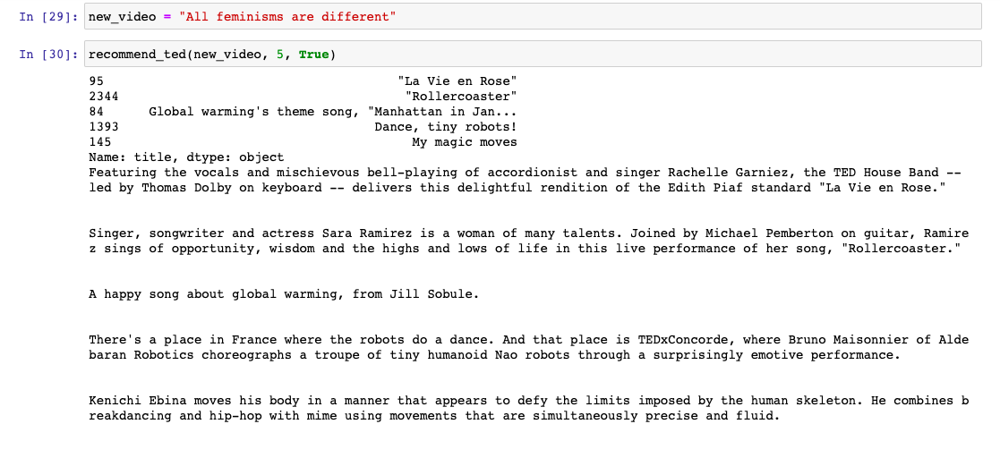 In [29]: new_video = "All feminisms are different"
In [30]: recommend_ted(new_video, 5, True)
95 "La Vie en Rose"
2344 "Rollercoaster"
84 Global warming's theme song, "Manhattan in Jan...
1393 Dance, tiny robots!
145 My magic moves
Name: title, dtype: object
Featuring the vocals and mischievous bell-playing of accordionist and singer Rachelle Garniez, the TED House Band --
led by Thomas Dolby on keyboard -- delivers this delightful rendition of the Edith Piaf standard "La Vie en Rose."
Singer, songwriter and actress Sara Ramirez is a woman of many talents. Joined by Michael Pemberton on guitar, Ramire
z sings of opportunity, wisdom and the highs and lows of life in this live performance of her song, "Rollercoaster."
A happy song about global warming, from Jill Sobule.
There's a place in France where the robots do a dance. And that place is TEDxConcorde, where Bruno Maisonnier of Alde
baran Robotics choreographs a troupe of tiny humanoid Nao robots through a surprisingly emotive performance.
Kenichi Ebina moves his body in a manner that appears to defy the limits imposed by the human skeleton. He combines b
reakdancing and hip-hop with mime using movements that are simultaneously precise and fluid.